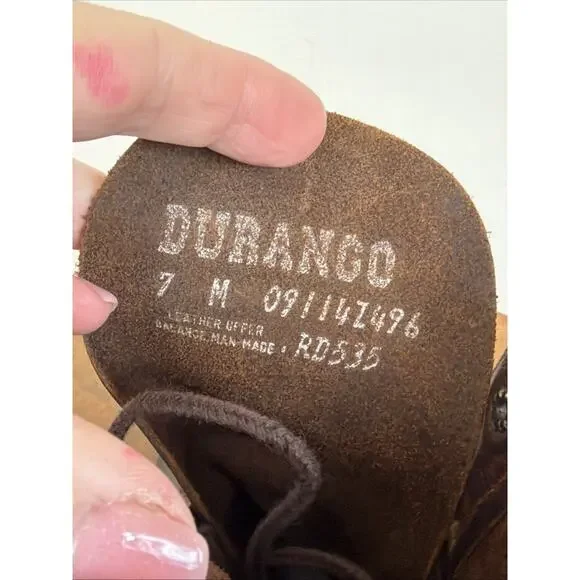 DURANGO
7 M 09114Z496
LEATHER UPPER
BALANCE MAN-MADE . RD535